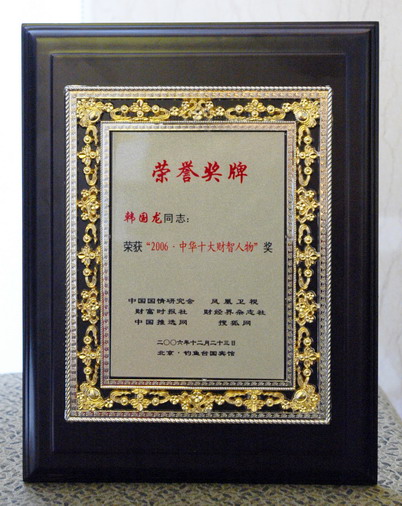 荣誉奖牌
韩国龙同志：
荣获“2006·中华十大财智人物”奖
中国国情研究会 凤凰卫视
财富时报社 财经界杂志社
中国推选网 搜狐网
二〇〇六年十二月二十三日
北京·钓鱼台国宾馆